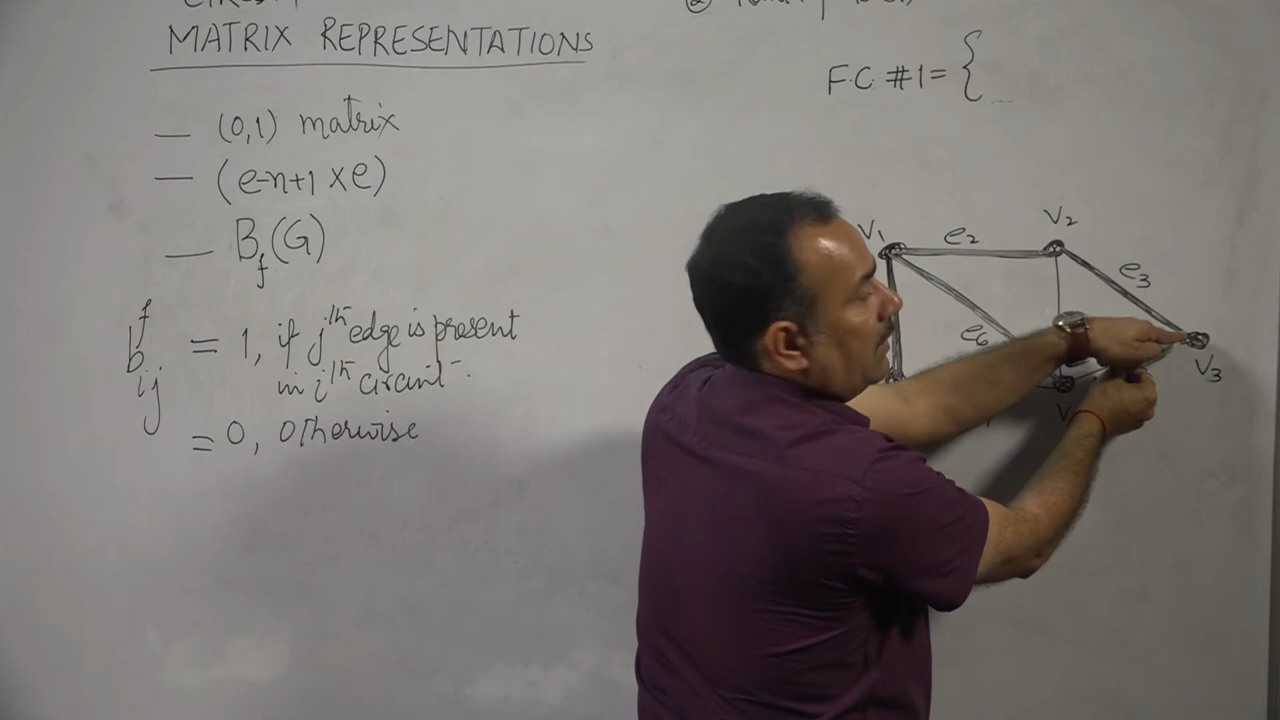 MATRIX REPRESENTATIONS
— (0,1) matrix
— (e-n+1 × e)
— B_f(G)
b^f_ij = 1, if j^th edge is present
in i^th circuit.
= 0, otherwise
F.C. #1 = {
V1 e2 V2
e3
e6
V3
V